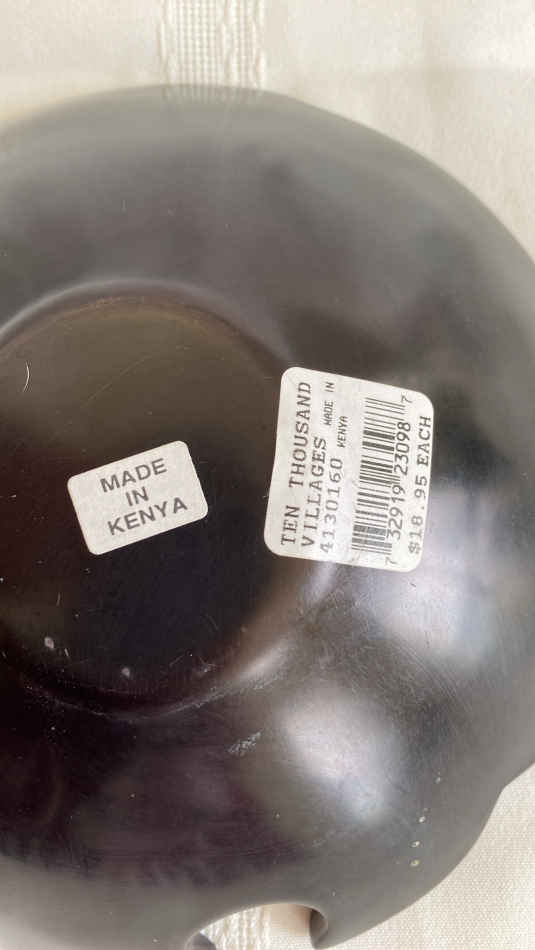 MADE
IN
KENYA
TEN THOUSAND
VILLAGES MADE IN
4130160 KENYA
7 32919 23098 7
$18.95 EACH